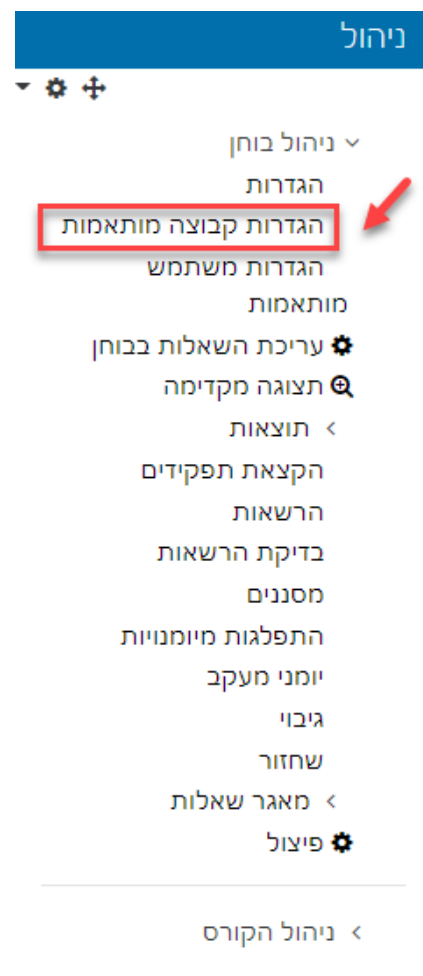 ניהול
ניהול בוחן
הגדרות
הגדרות קבוצה מותאמות
הגדרות משתמש
מותאמות
עריכת השאלות בבוחן
תצוגה מקדימה
תוצאות
הקצאת תפקידים
הרשאות
בדיקת הרשאות
מסננים
התפלגות מיומנויות
יומני מעקב
גיבוי
שחזור
מאגר שאלות
פיצול
ניהול הקורס